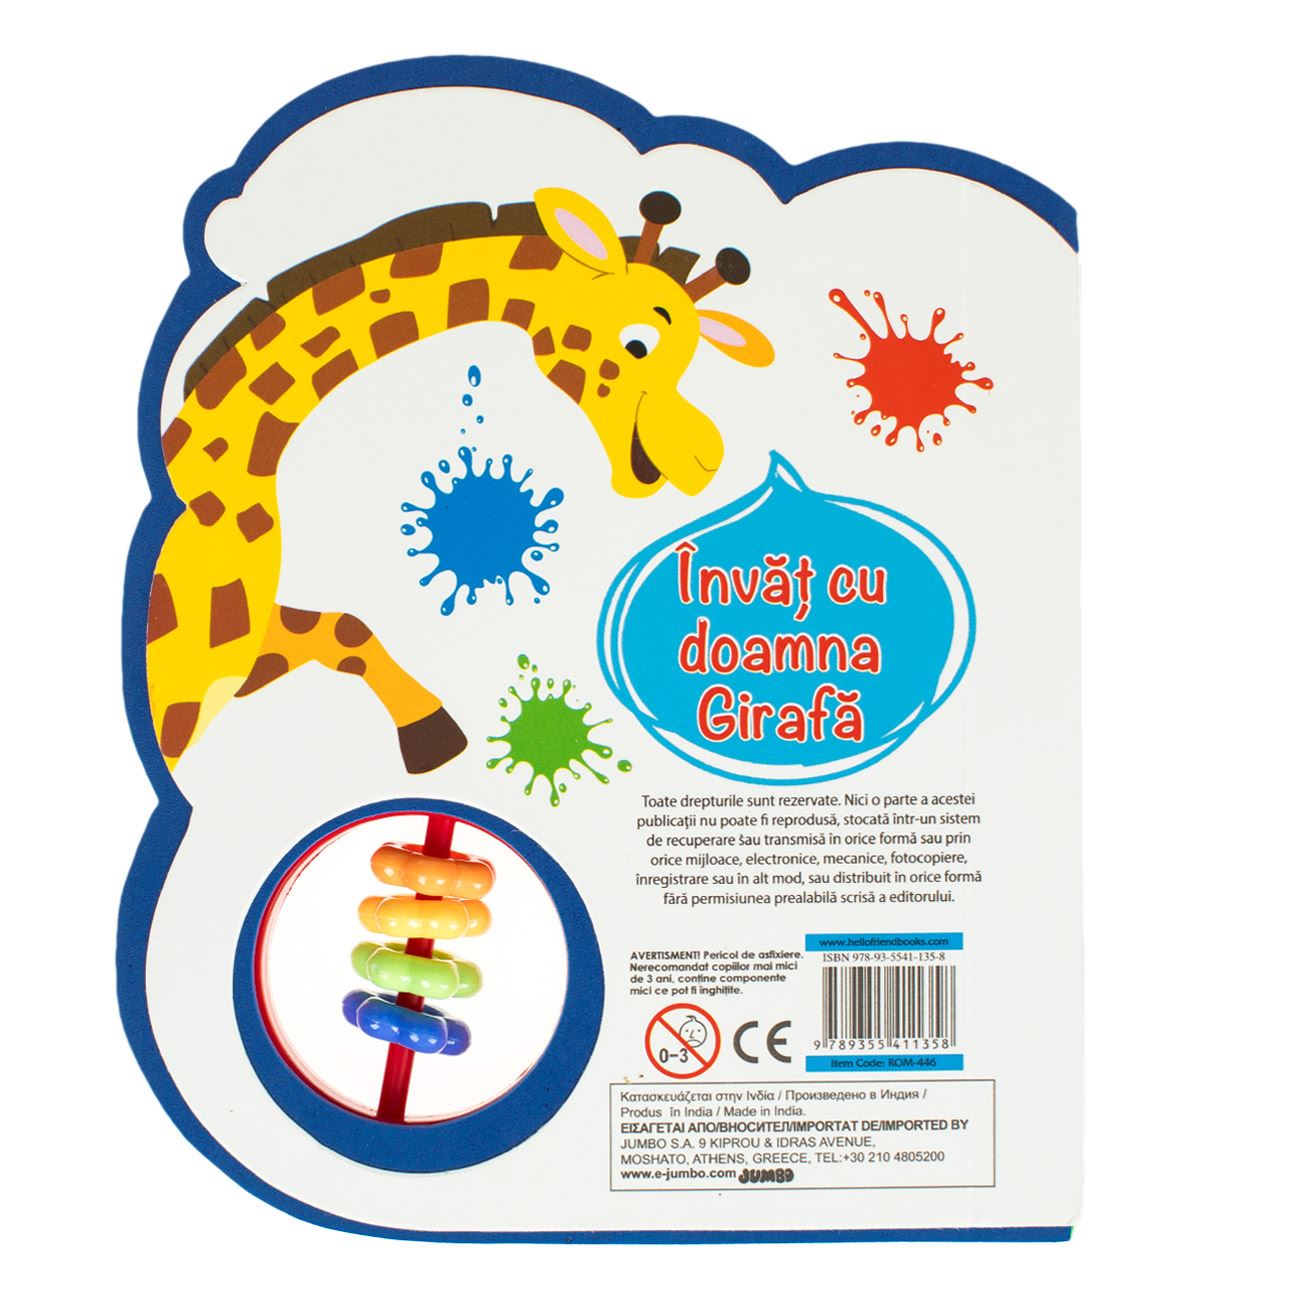 Învăț cu
doamna
Girafă
Toate drepturile sunt rezervate. Nici o parte a acestei
publicații nu poate fi reprodusă, stocată într-un sistem
de recuperare sau transmisă în orice formă sau prin
orice mijloace, electronice, mecanice, fotocopiere,
înregistrare sau în alt mod, sau distribuit în orice formă
fără permisiunea prealabilă scrisă a editorului.
AVERTISMENT! Pericol de asfixiere.
Nerecomandat copiilor mai mici
de 3 ani, conține componente
mici ce pot fi înghițite.
0-3
CE
www.hellofriendbooks.com
ISBN 978-93-5541-135-8
9 789355 411358
Item Code: ROM-446
Κατασκευάζεται στην Ινδία / Произведено в Индия /
Produs în India / Made in India.
ΕΙΣΑΓΕΤΑΙ ΑΠΟ/ВНОСИТЕЛ/IMPORTAT DE/IMPORTED BY
JUMBO S.A. 9 KIPROU & IDRAS AVENUE,
MOSHATO, ATHENS, GREECE, TEL:+30 210 4805200
www.e-jumbo.com JUMBO